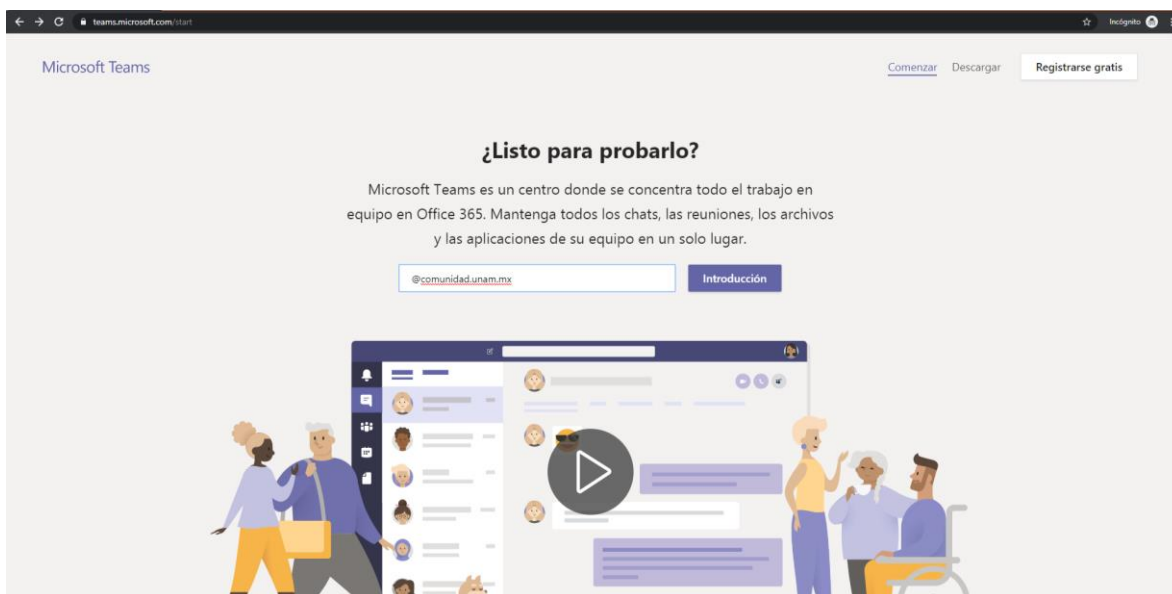 teams.microsoft.com/start
Incógnito
Microsoft Teams
Comenzar
Descargar
Registrarse gratis
¿Listo para probarlo?
Microsoft Teams es un centro donde se concentra todo el trabajo en
equipo en Office 365. Mantenga todos los chats, las reuniones, los archivos
y las aplicaciones de su equipo en un solo lugar.
@comunidad.unam.mx
Introducción